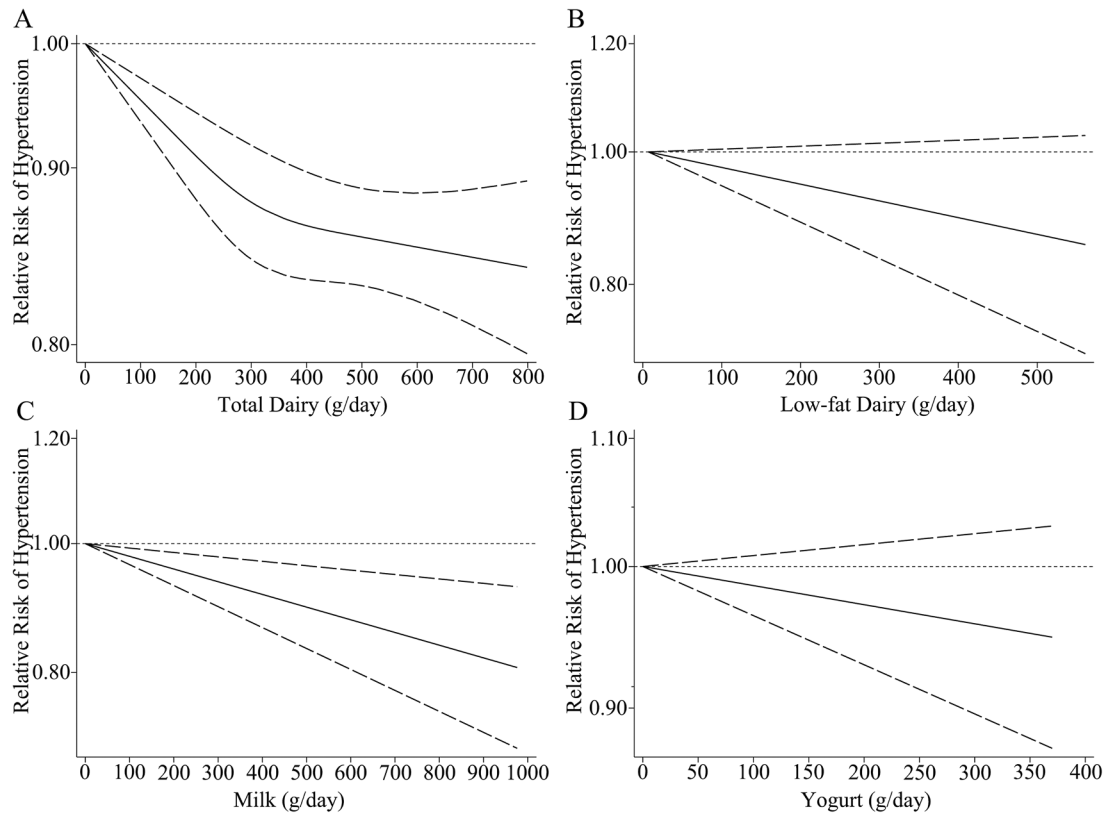 A
Relative Risk of Hypertension
1.00
0.90
0.80
0 100 200 300 400 500 600 700 800
Total Dairy (g/day)
B
Relative Risk of Hypertension
1.20
1.00
0.80
0 100 200 300 400 500
Low-fat Dairy (g/day)
C
Relative Risk of Hypertension
1.20
1.00
0.80
0 100 200 300 400 500 600 700 800 900 1000
Milk (g/day)
D
Relative Risk of Hypertension
1.10
1.00
0.90
0 50 100 150 200 250 300 350 400
Yogurt (g/day)